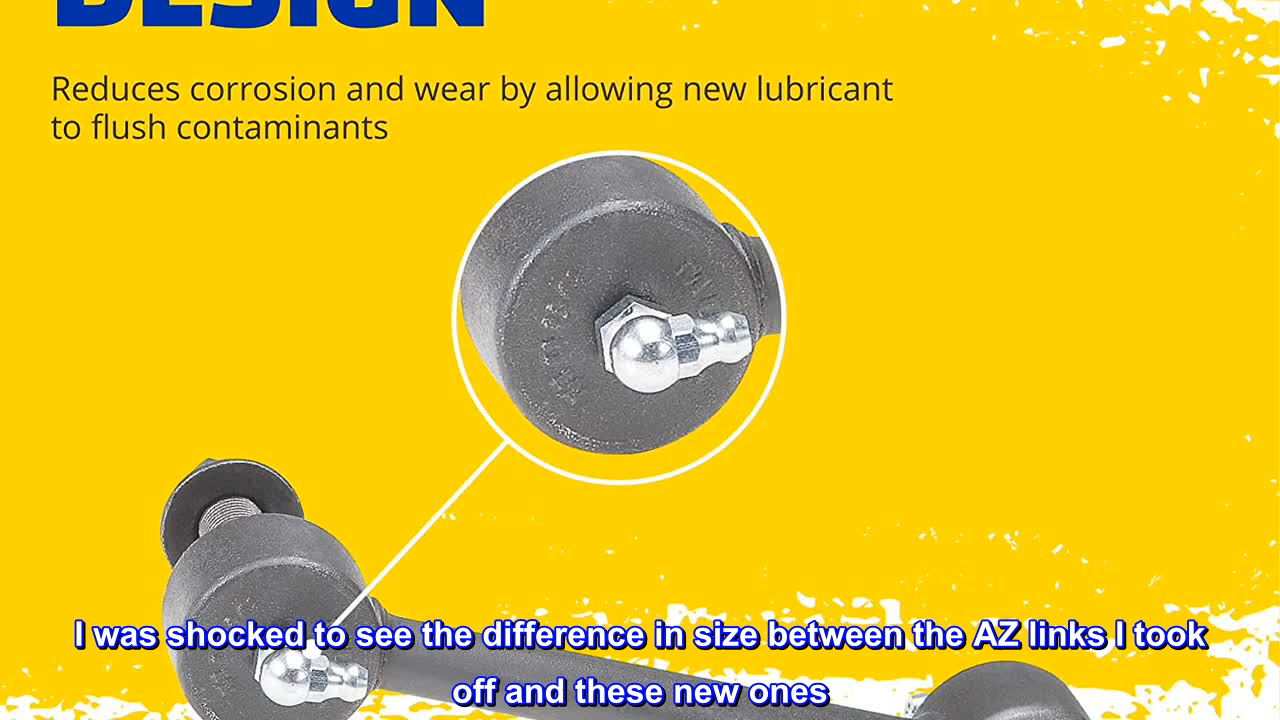 DESIGN
Reduces corrosion and wear by allowing new lubricant
to flush contaminants
I was shocked to see the difference in size between the AZ links I took
off and these new ones